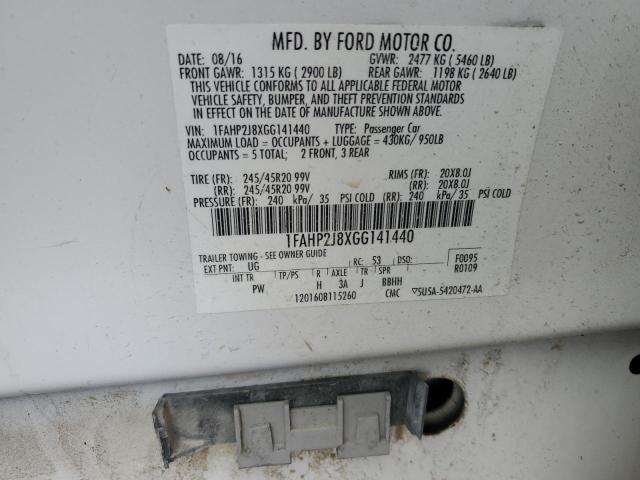 MFD. BY FORD MOTOR CO.
DATE: 08/16 GVWR: 2477 KG ( 5460 LB)
FRONT GAWR: 1315 KG ( 2900 LB) REAR GAWR: 1198 KG ( 2640 LB)
THIS VEHICLE CONFORMS TO ALL APPLICABLE FEDERAL MOTOR
VEHICLE SAFETY, BUMPER, AND THEFT PREVENTION STANDARDS
IN EFFECT ON THE DATE OF MANUFACTURE SHOWN ABOVE.
VIN: 1FAHP2J8XGG141440 TYPE: Passenger Car
MAXIMUM LOAD = OCCUPANTS + LUGGAGE = 430KG/ 950LB
OCCUPANTS = 5 TOTAL; 2 FRONT, 3 REAR
TIRE (FR): 245/45R20 99V RIMS (FR): 20X8.0J
(RR): 245/45R20 99V (RR): 20X8.0J
PRESSURE (FR): 240 kPa/ 35 PSI COLD (RR): 240 kPa/ 35 PSI COLD
1FAHP2J8XGG141440
TRAILER TOWING - SEE OWNER GUIDE
EXT PNT: UG RC: 53 DSO: F0095
INT TR TP/PS R AXLE TR SPR R0109
PW H 3A J BBHH
120160811526​0 CMC 5U5A-5420472-AA